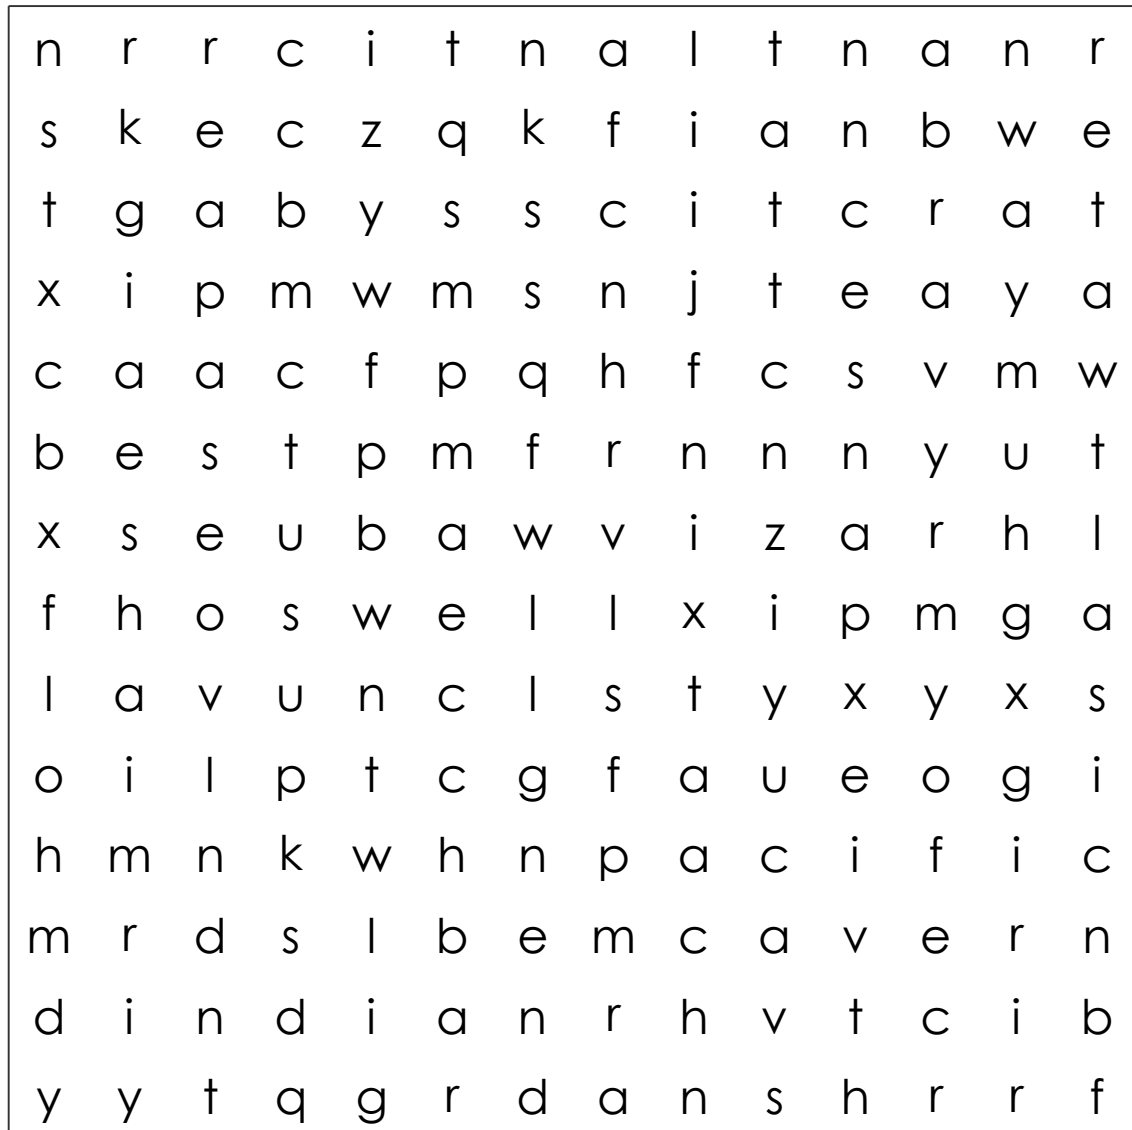 n r r c i t n a l t n a n r
s k e c z q k f i a n b w e
t g a b y s s c i t c r a t
x i p m w m s n j t e a y a
c a a c f p q h f c s v m w
b e s t p m f r n n n y u t
x s e u b a w v i z a r h l
f h o s w e l l x i p m g a
l a v u n c l s t y x y x s
o i l p t c g f a u e o g i
h m n k w h n p a c i f i c
m r d s l b e m c a v e r n
d i n d i a n r h v t c i b
y y t q g r d a n s h r r f